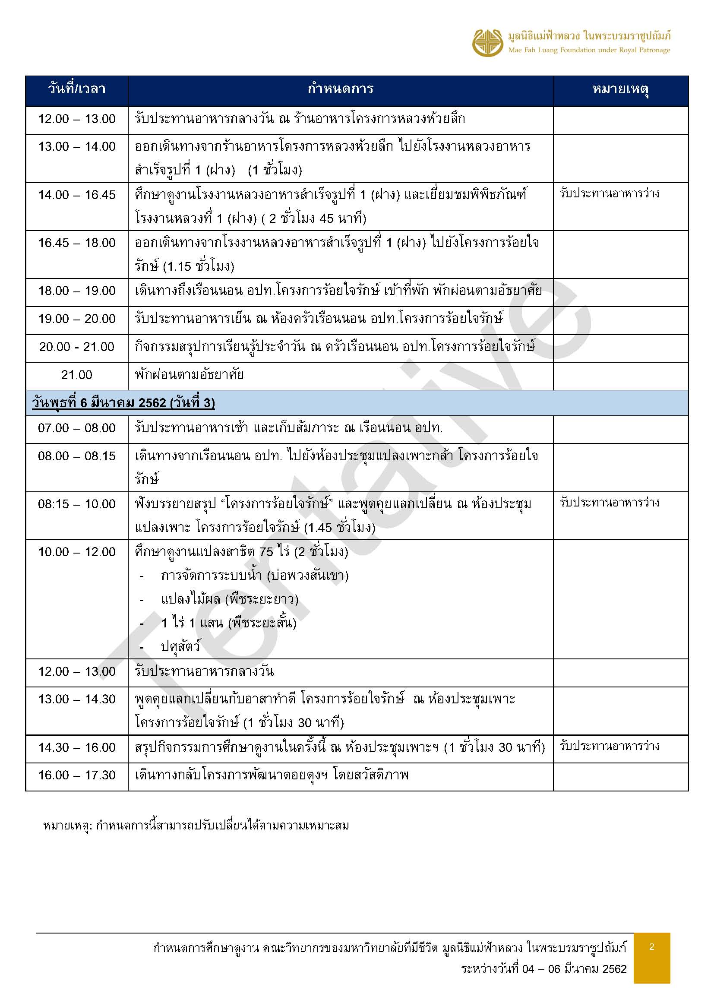 มูลนิธิแม่ฟ้าหลวง ในพระบรมราชูปถัมภ์
Mae Fah Luang Foundation under Royal Patronage
วันที่/เวลา กำหนดการ หมายเหตุ
12.00 – 13.00 รับประทานอาหารกลางวัน ณ ร้านอาหารโครงการหลวงห้วยลึก
13.00 – 14.00 ออกเดินทางจากร้านอาหารโครงการหลวงห้วยลึก ไปยังโรงงานหลวงอาหาร
สำเร็จรูปที่ 1 (ฝาง) (1 ชั่วโมง)
14.00 – 16.45 ศึกษาดูงานโรงงานหลวงอาหารสำเร็จรูปที่ 1 (ฝาง) และเยี่ยมชมพิพิธภัณฑ์ รับประทานอาหารว่าง
โรงงานหลวงที่ 1 (ฝาง) ( 2 ชั่วโมง 45 นาที)
16.45 – 18.00 ออกเดินทางจากโรงงานหลวงอาหารสำเร็จรูปที่ 1 (ฝาง) ไปยังโครงการร้อยใจ
รักษ์ (1.15 ชั่วโมง)
18.00 – 19.00 เดินทางถึงเรือนนอน อปท.โครงการร้อยใจรักษ์ เข้าที่พัก พักผ่อนตามอัธยาศัย
19.00 – 20.00 รับประทานอาหารเย็น ณ ห้องครัวเรือนนอน อปท.โครงการร้อยใจรักษ์
20.00 - 21.00 กิจกรรมสรุปการเรียนรู้ประจำวัน ณ ครัวเรือนนอน อปท.โครงการร้อยใจรักษ์
21.00 พักผ่อนตามอัธยาศัย
วันพุธที่ 6 มีนาคม 2562 (วันที่ 3)
07.00 – 08.00 รับประทานอาหารเช้า และเก็บสัมภาระ ณ เรือนนอน อปท.
08.00 – 08.15 เดินทางจากเรือนนอน อปท. ไปยังห้องประชุมแปลงเพาะกล้า โครงการร้อยใจ
รักษ์
08:15 – 10.00 ฟังบรรยายสรุป “โครงการร้อยใจรักษ์” และพูดคุยแลกเปลี่ยน ณ ห้องประชุม รับประทานอาหารว่าง
แปลงเพาะ โครงการร้อยใจรักษ์ (1.45 ชั่วโมง)
10.00 – 12.00 ศึกษาดูงานแปลงสาธิต 75 ไร่ (2 ชั่วโมง)
- การจัดการระบบน้ำ (บ่อพวงสันเขา)
- แปลงไม้ผล (พืชระยะยาว)
- 1 ไร่ 1 แสน (พืชระยะสั้น)
- ปศุสัตว์
12.00 – 13.00 รับประทานอาหารกลางวัน
13.00 – 14.30 พูดคุยแลกเปลี่ยนกับอาสาทำดี โครงการร้อยใจรักษ์ ณ ห้องประชุมเพาะ
โครงการร้อยใจรักษ์ (1 ชั่วโมง 30 นาที)
14.30 – 16.00 สรุปกิจกรรมการศึกษาดูงานในครั้งนี้ ณ ห้องประชุมเพาะฯ (1 ชั่วโมง 30 นาที) รับประทานอาหารว่าง
16.00 – 17.30 เดินทางกลับโครงการพัฒนาดอยตุงฯ โดยสวัสดิภาพ
Tentative
หมายเหตุ: กำหนดการนี้สามารถปรับเปลี่ยนได้ตามความเหมาะสม
กำหนดการศึกษาดูงาน คณะวิทยากรของมหาวิทยาลัยที่มีชีวิต มูลนิธิแม่ฟ้าหลวง ในพระบรมราชูปถัมภ์ 2
ระหว่างวันที่ 04 – 06 มีนาคม 2562